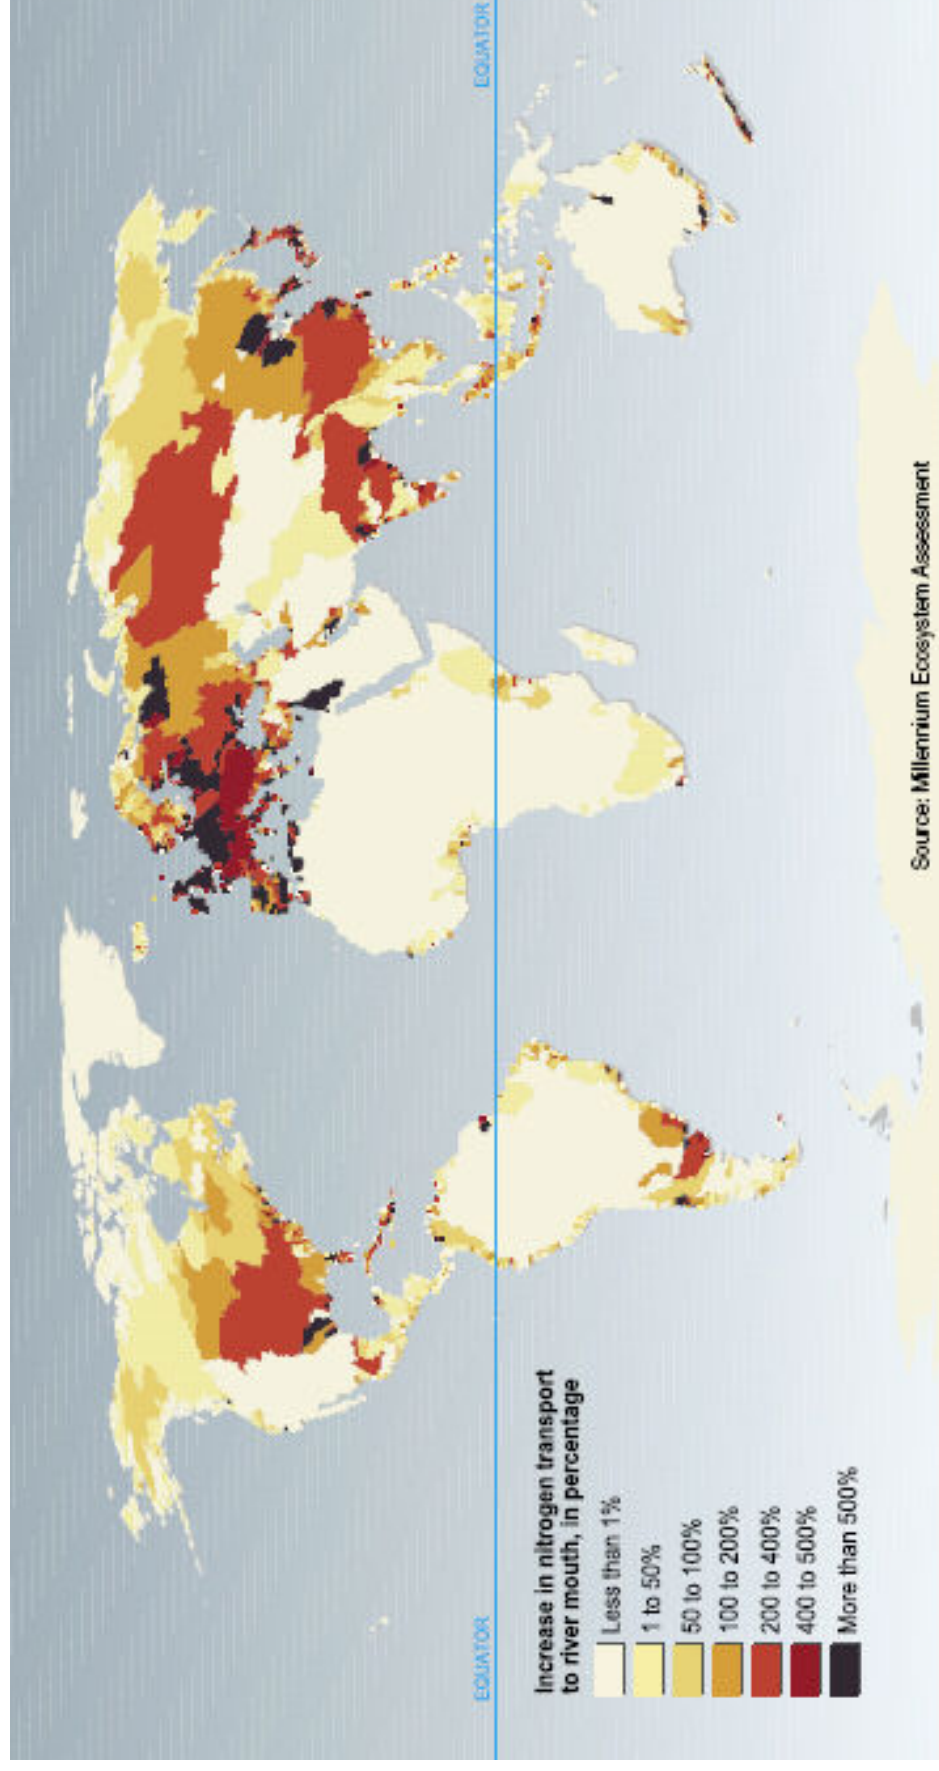 EQUATOR
EQUATOR
Increase in nitrogen transport
to river mouth, in percentage
Less than 1%
1 to 50%
50 to 100%
100 to 200%
200 to 400%
400 to 500%
More than 500%
Source: Millennium Ecosystem Assessment